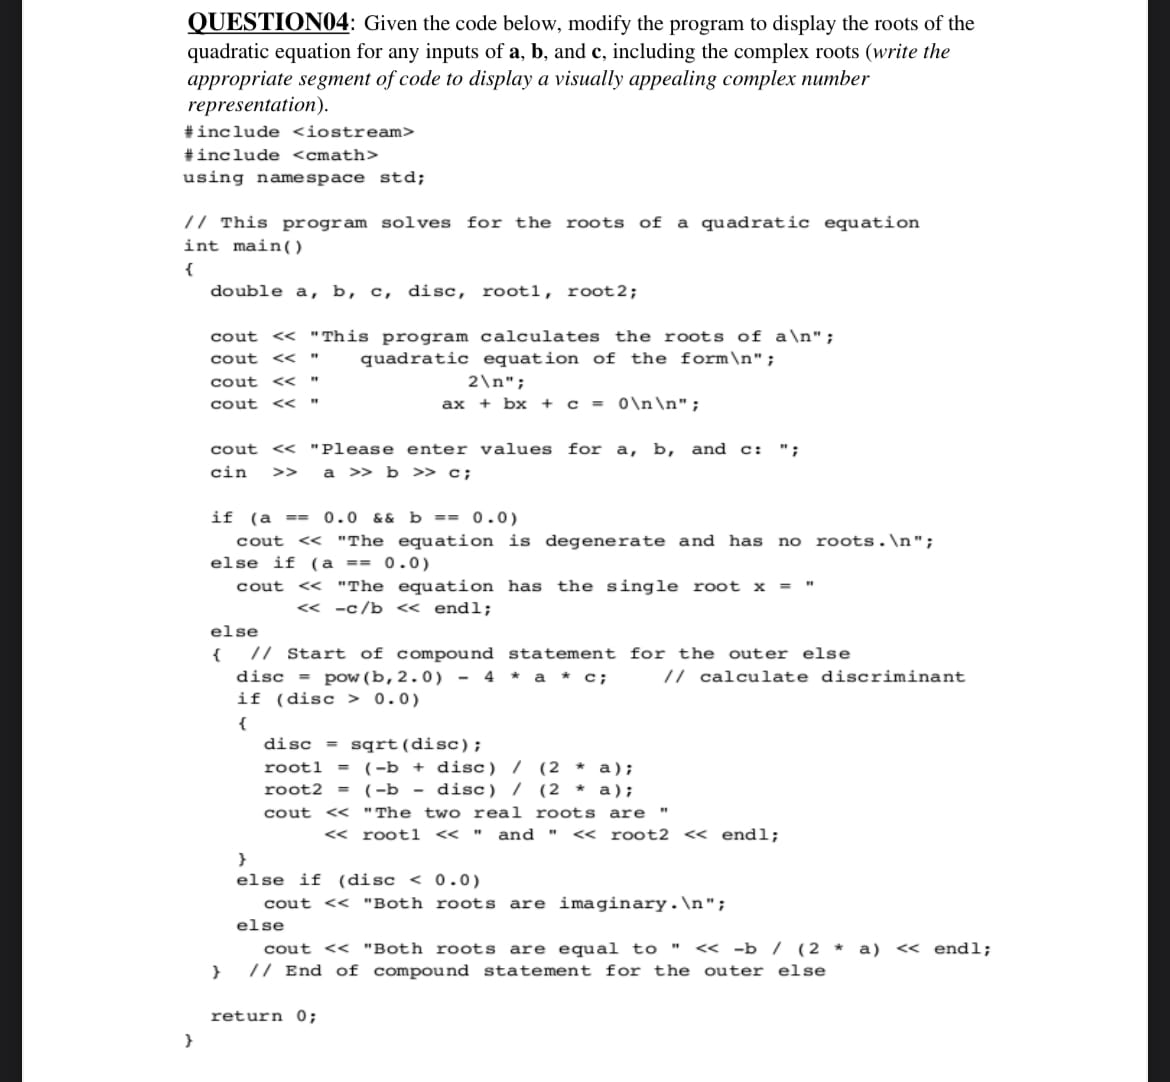 QUESTION04: Given the code below, modify the program to display the roots of the
quadratic equation for any inputs of a, b, and c, including the complex roots (write the
appropriate segment of code to display a visually appealing complex number
representation).
#include <iostream>
#include <cmath>
using namespace std;
// This program solves for the roots of a quadratic equation
int main()
{
double a, b, c, disc, root1, root2;
cout << "This program calculates the roots of a\n";
cout << "    quadratic equation of the form\n";
cout << "                2\n";
cout << "              ax + bx + c = 0\n\n";
cout << "Please enter values for a, b, and c: ";
cin >> a >> b >> c;
if (a == 0.0 && b == 0.0)
cout << "The equation is degenerate and has no roots.\n";
else if (a == 0.0)
cout << "The equation has the single root x = "
<< -c/b << endl;
else
{ // Start of compound statement for the outer else
disc = pow(b,2.0) - 4 * a * c; // calculate discriminant
if (disc > 0.0)
{
disc = sqrt(disc);
root1 = (-b + disc) / (2 * a);
root2 = (-b - disc) / (2 * a);
cout << "The two real roots are "
<< root1 << " and " << root2 << endl;
}
else if (disc < 0.0)
cout << "Both roots are imaginary.\n";
else
cout << "Both roots are equal to " << -b / (2 * a) << endl;
} // End of compound statement for the outer else
return 0;
}